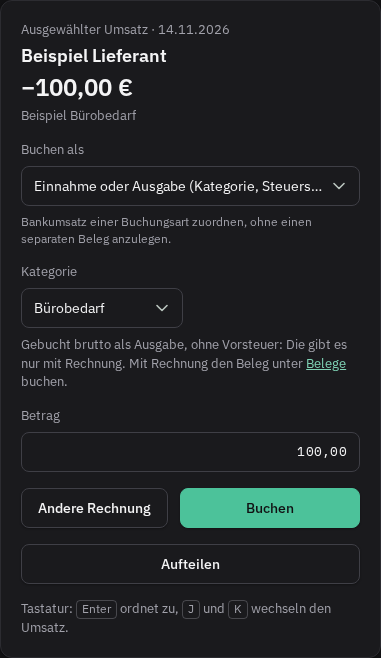 Ausgewählter Umsatz · 14.11.2026
Beispiel Lieferant
−100,00 €
Beispiel Bürobedarf
Buchen als
Einnahme oder Ausgabe (Kategorie, Steuers...
Bankumsatz einer Buchungsart zuordnen, ohne einen
separaten Beleg anzulegen.
Kategorie
Bürobedarf
Gebucht brutto als Ausgabe, ohne Vorsteuer: Die gibt es
nur mit Rechnung. Mit Rechnung den Beleg unter Belege
buchen.
Betrag
100,00
Andere Rechnung Buchen
Aufteilen
Tastatur: Enter ordnet zu, J und K wechseln den
Umsatz.